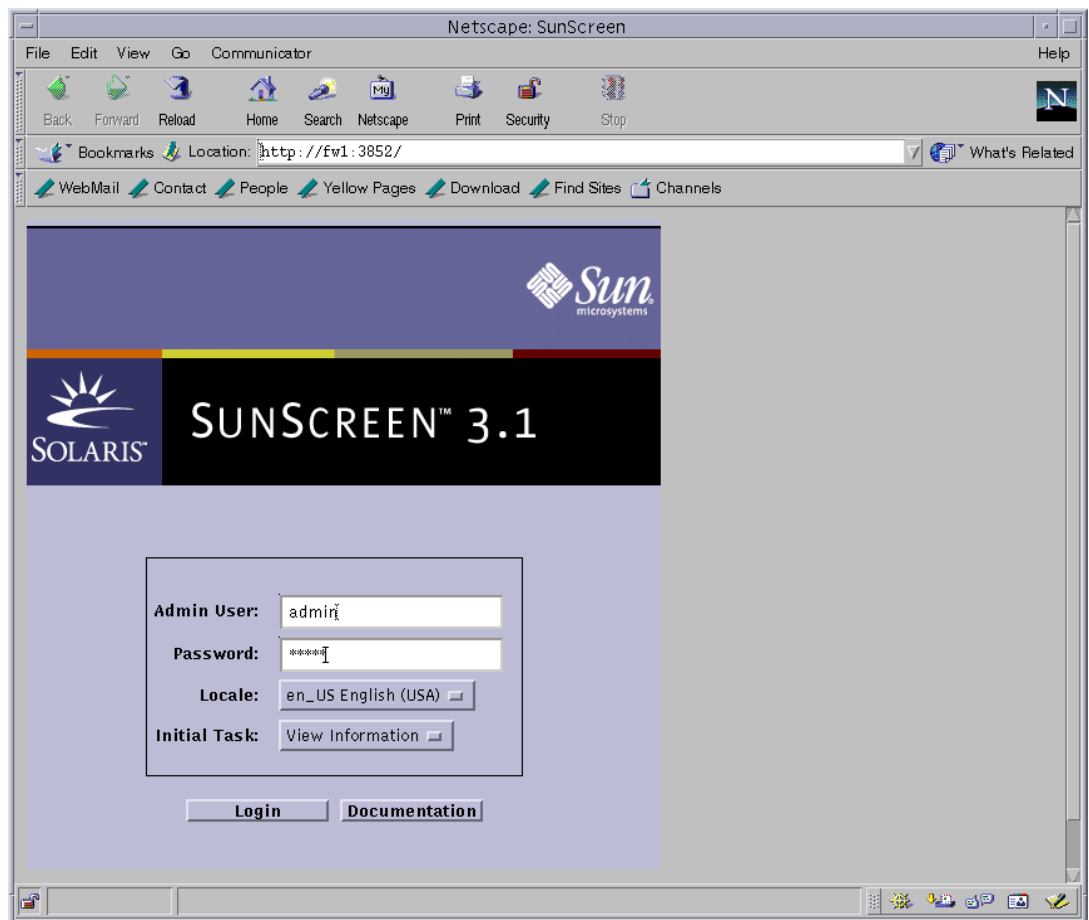 Netscape: SunScreen
File Edit View Go Communicator Help
My
N
Back Forward Reload Home Search Netscape Print Security Stop
Bookmarks Location: http://fw1:3852/ What's Related
WebMail Contact People Yellow Pages Download Find Sites Channels
Sun
microsystems
SOLARIS™
SUNSCREEN™ 3.1
Admin User: admin
Password: *****
Locale: en_US English (USA)
Initial Task: View Information
Login Documentation